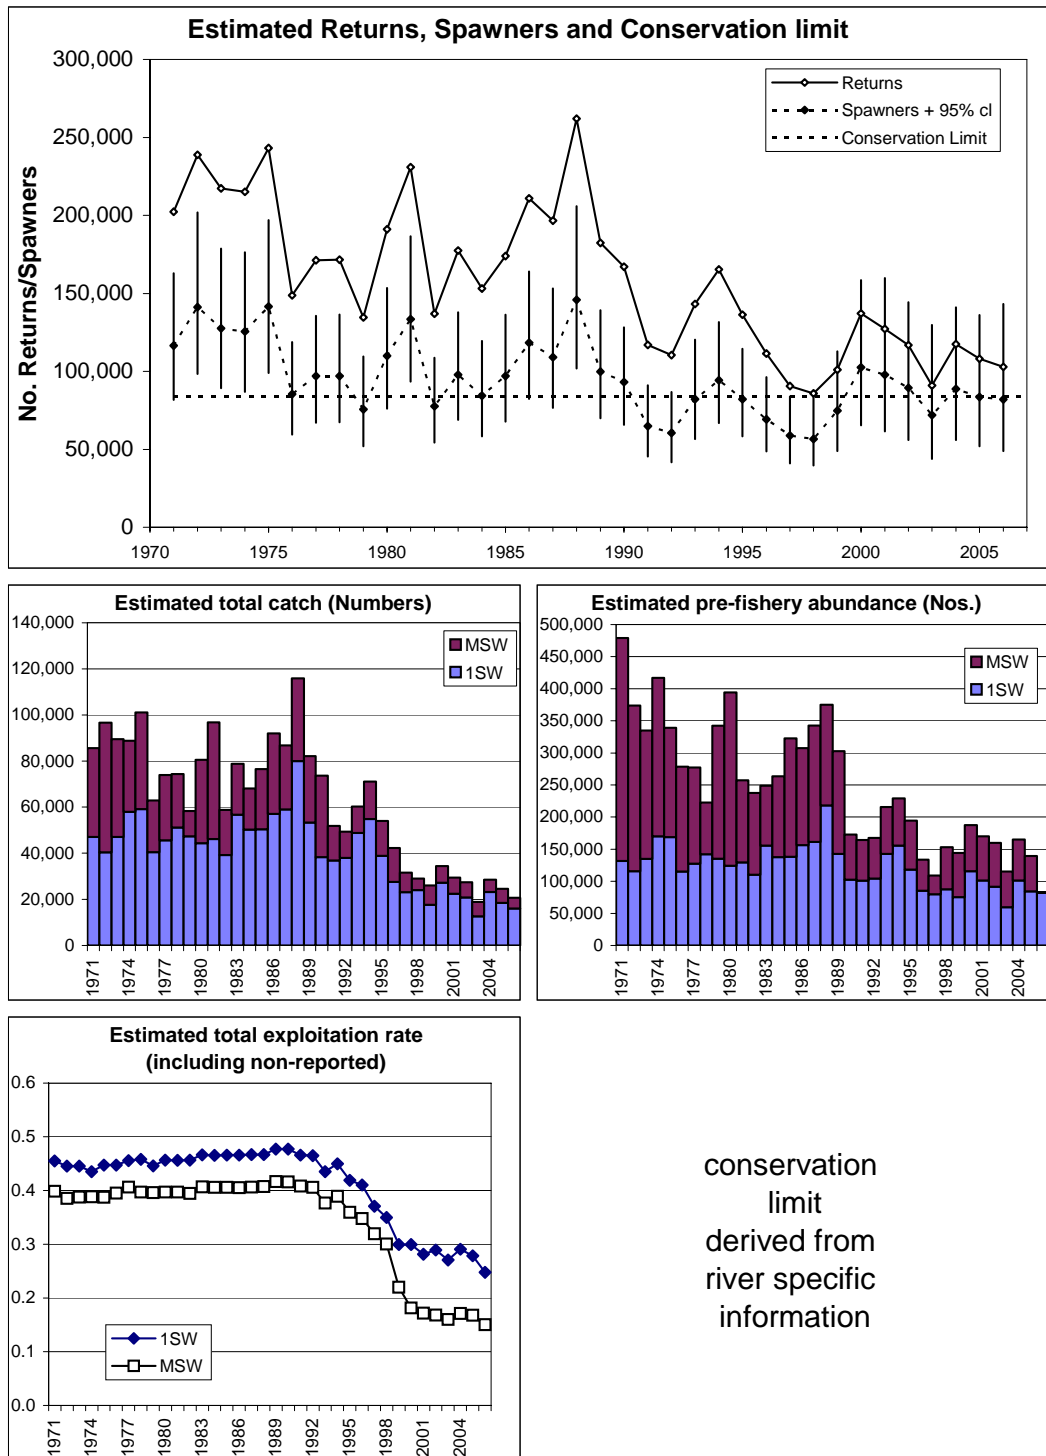 Estimated Returns, Spawners and Conservation limit
300,000
250,000
200,000
150,000
100,000
50,000
0
No. Returns/Spawners
Returns
Spawners + 95% cl
Conservation Limit
1970 1975 1980 1985 1990 1995 2000 2005
Estimated total catch (Numbers)
140,000
120,000
100,000
80,000
60,000
40,000
20,000
0
MSW
1SW
1971 1974 1977 1980 1983 1986 1989 1992 1995 1998 2001 2004
Estimated pre-fishery abundance (Nos.)
500,000
450,000
400,000
350,000
300,000
250,000
200,000
150,000
100,000
50,000
0
MSW
1SW
1971 1974 1977 1980 1983 1986 1989 1992 1995 1998 2001 2004
Estimated total exploitation rate
(including non-reported)
0.6
0.5
0.4
0.3
0.2
0.1
0.0
1SW
MSW
1971 1974 1977 1980 1983 1986 1989 1992 1995 1998 2001 2004
conservation
limit
derived from
river specific
information